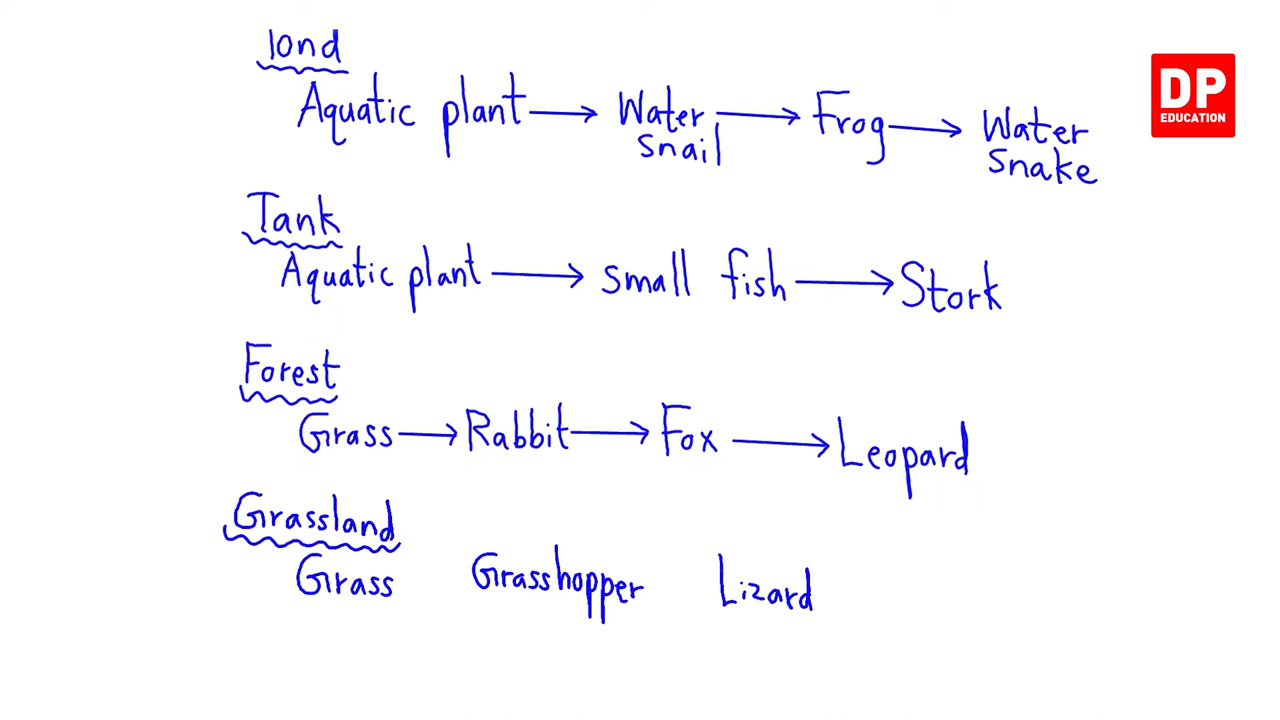 Pond
Aquatic plant → Water snail → Frog → Water snake
Tank
Aquatic plant → small fish → Stork
Forest
Grass → Rabbit → Fox → Leopard
Grassland
Grass Grasshopper Lizard
DP
EDUCATION